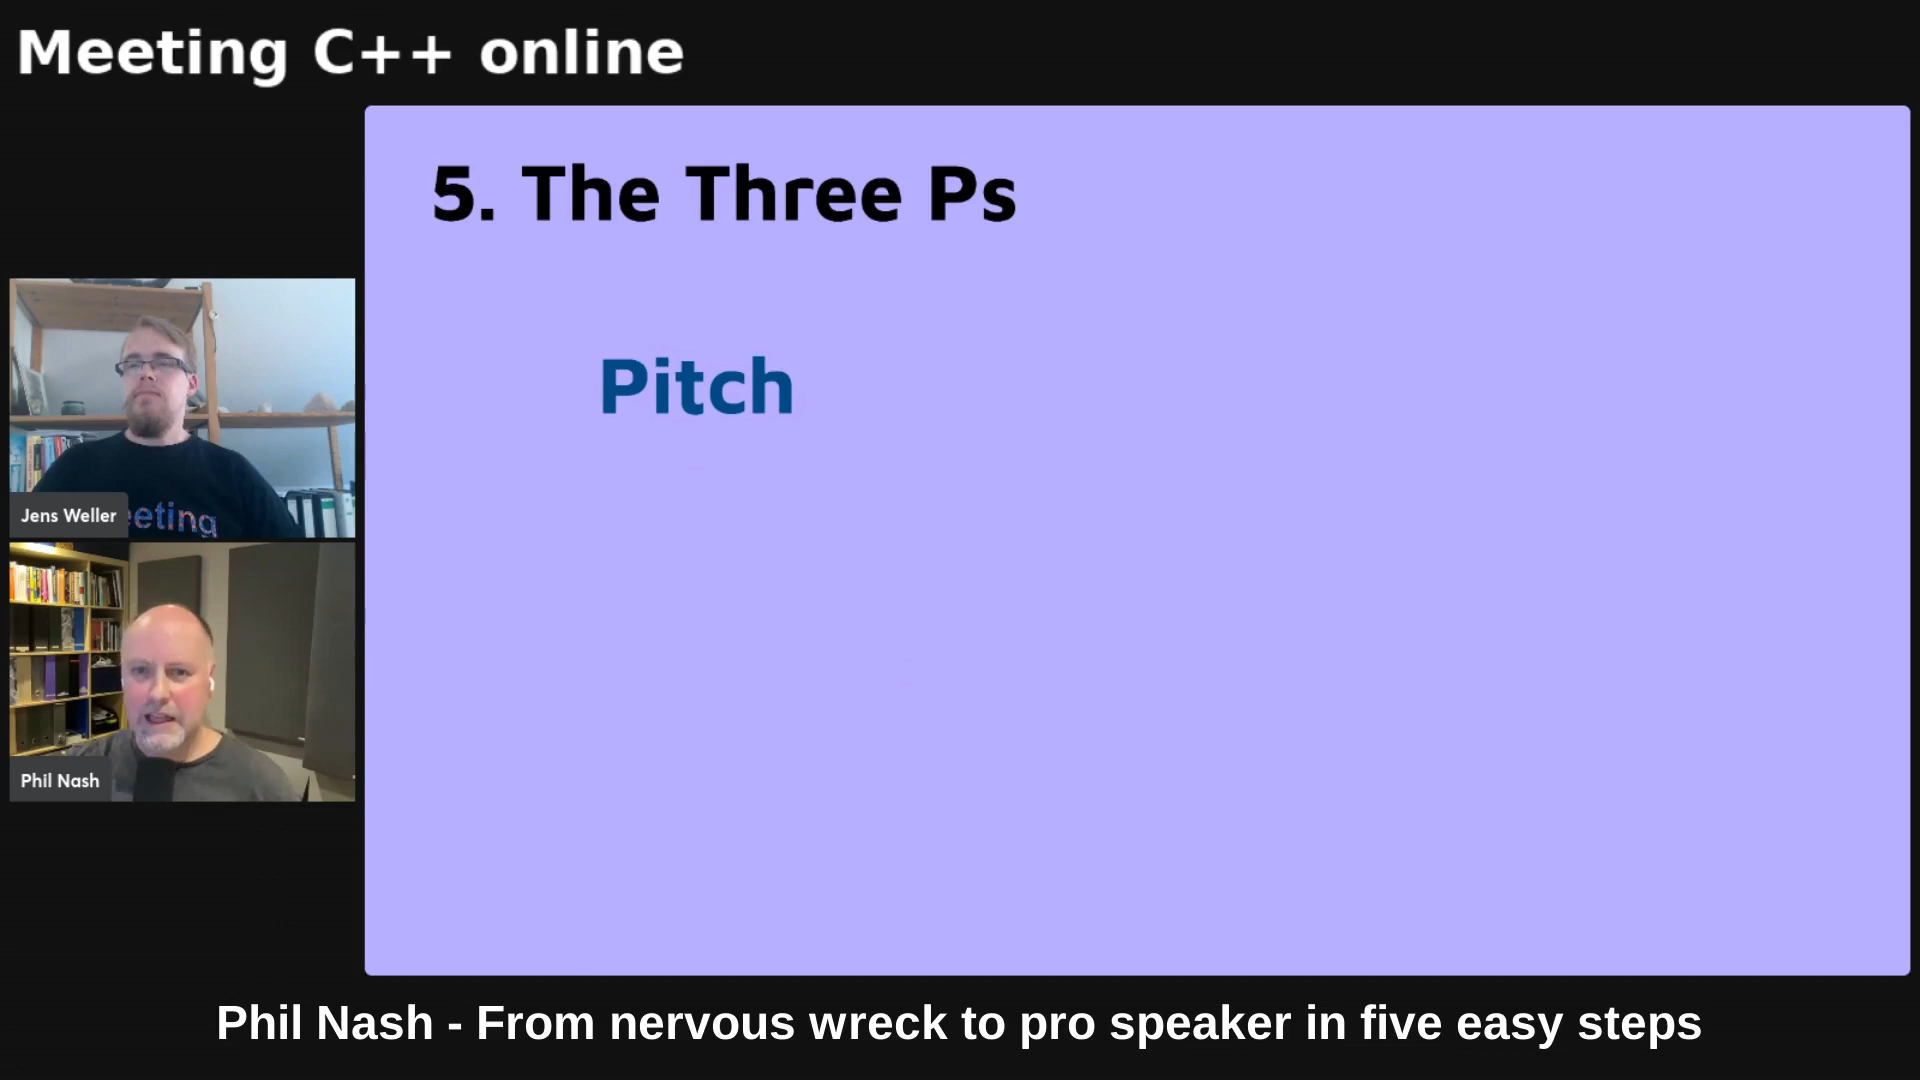 Meeting C++ online
5. The Three Ps
Pitch
eeting
Jens Weller
Phil Nash
Phil Nash - From nervous wreck to pro speaker in five easy steps